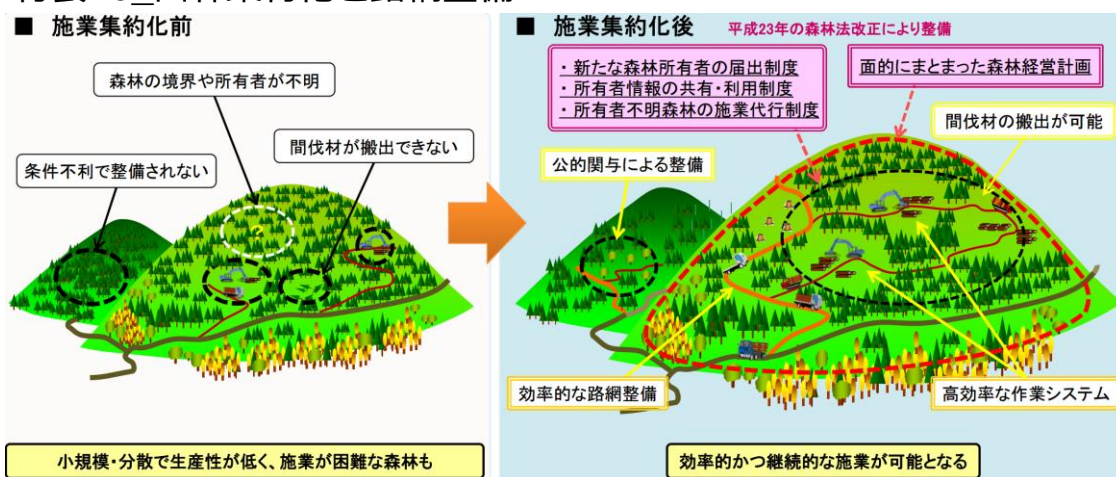 ■ 施業集約化前
森林の境界や所有者が不明
間伐材が搬出できない
条件不利で整備されない
?
小規模・分散で生産性が低く、施業が困難な森林も
■ 施業集約化後
平成23年の森林法改正により整備
・新たな森林所有者の届出制度
・所有者情報の共有・利用制度
・所有者不明森林の施業代行制度
面的にまとまった森林経営計画
間伐材の搬出が可能
公的関与による整備
効率的な路網整備
高効率な作業システム
効率的かつ継続的な施業が可能となる